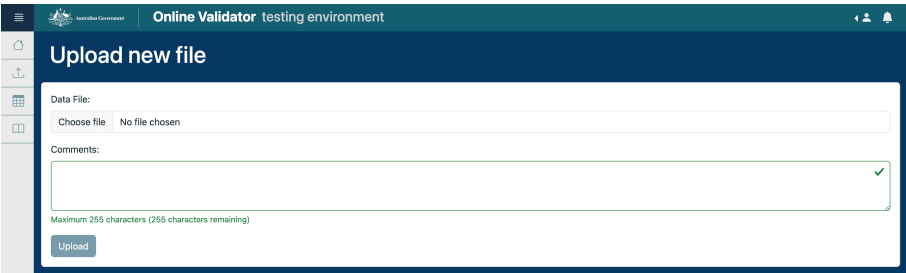 Australian Government
Online Validator testing environment
Upload new file
Data File:
Choose file No file chosen
Comments:
Maximum 255 characters (255 characters remaining)
Upload